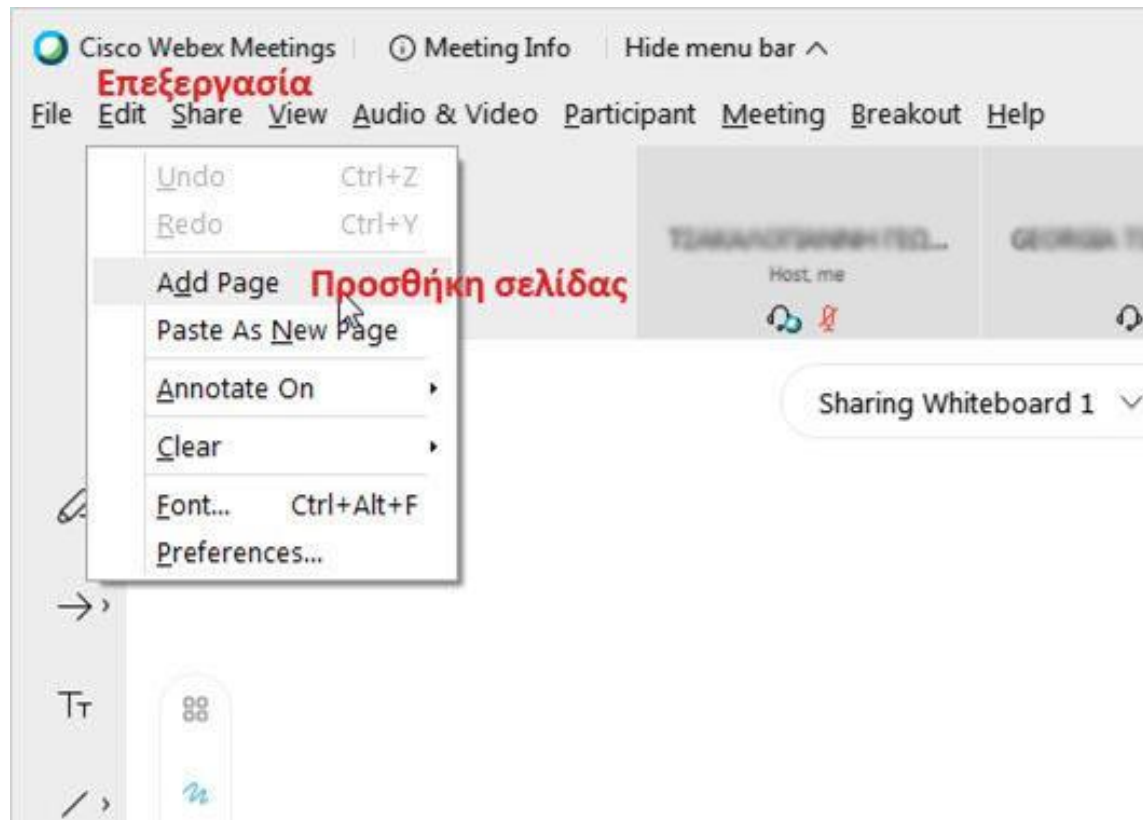 Cisco Webex Meetings Meeting Info Hide menu bar
Επεξεργασία
File Edit Share View Audio & Video Participant Meeting Breakout Help
Undo Ctrl+Z
Redo Ctrl+Y
Add Page Προσθήκη σελίδας
Paste As New Page
Annotate On
Clear
Font... Ctrl+Alt+F
Preferences...
Host, me
Sharing Whiteboard 1
Tт